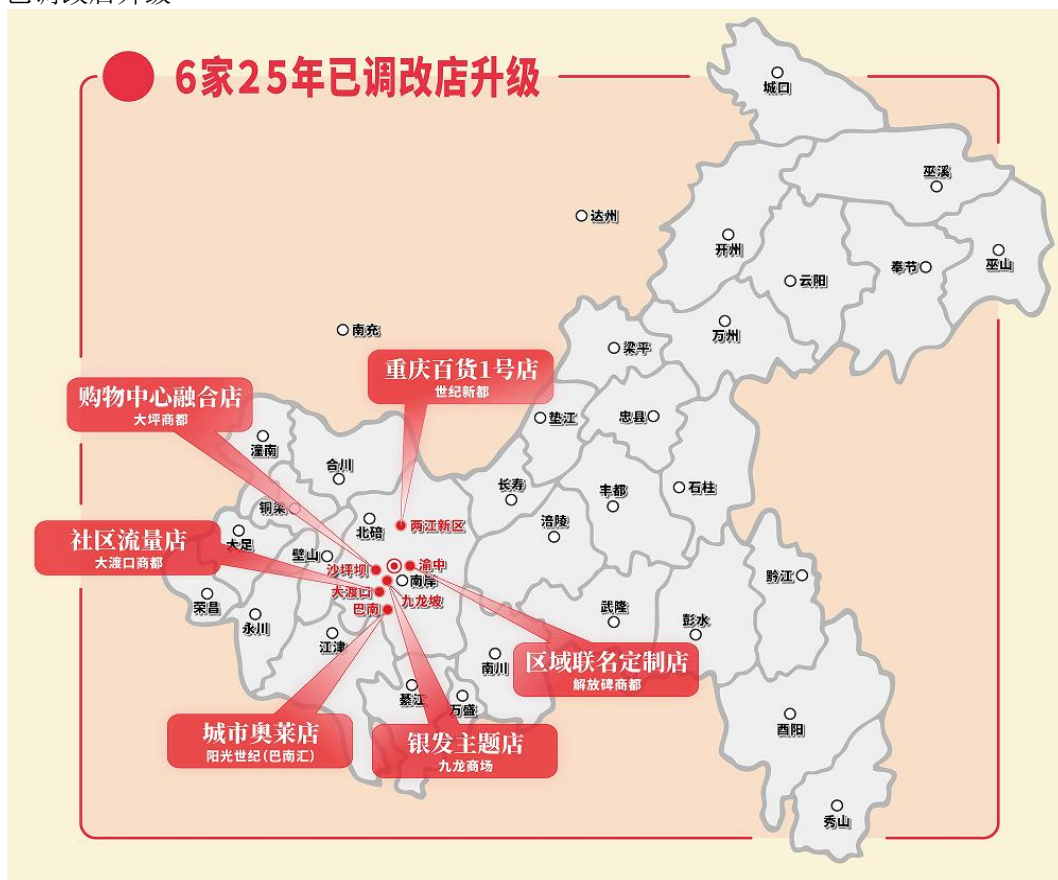 6家25年已调改店升级
城口
巫溪
达州
开州
巫山
奉节
云阳
南充
万州
梁平
重庆百货1号店
世纪新都
购物中心融合店
大坪商都
垫江
忠县
潼南
合川
长寿
石柱
丰都
铜梁
两江新区
涪陵
北碚
社区流量店
大渡口商都
大足
璧山
沙坪坝
渝中
南岸
黔江
大渡口
九龙坡
荣昌
巴南
武隆
永川
彭水
江津
区域联名定制店
解放碑商都
南川
綦江
万盛
城市奥莱店
阳光世纪(巴南汇)
银发主题店
九龙商场
酉阳
秀山